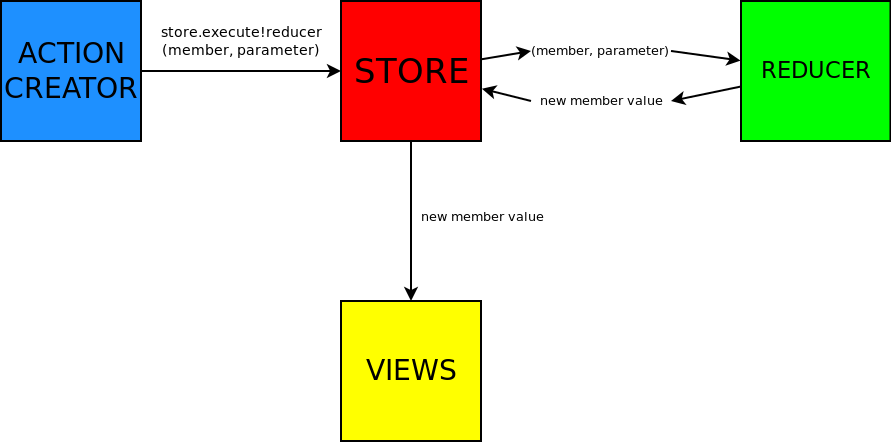 ACTION
CREATOR
store.execute!reducer
(member, parameter)
STORE
(member, parameter)
new member value
REDUCER
new member value
VIEWS